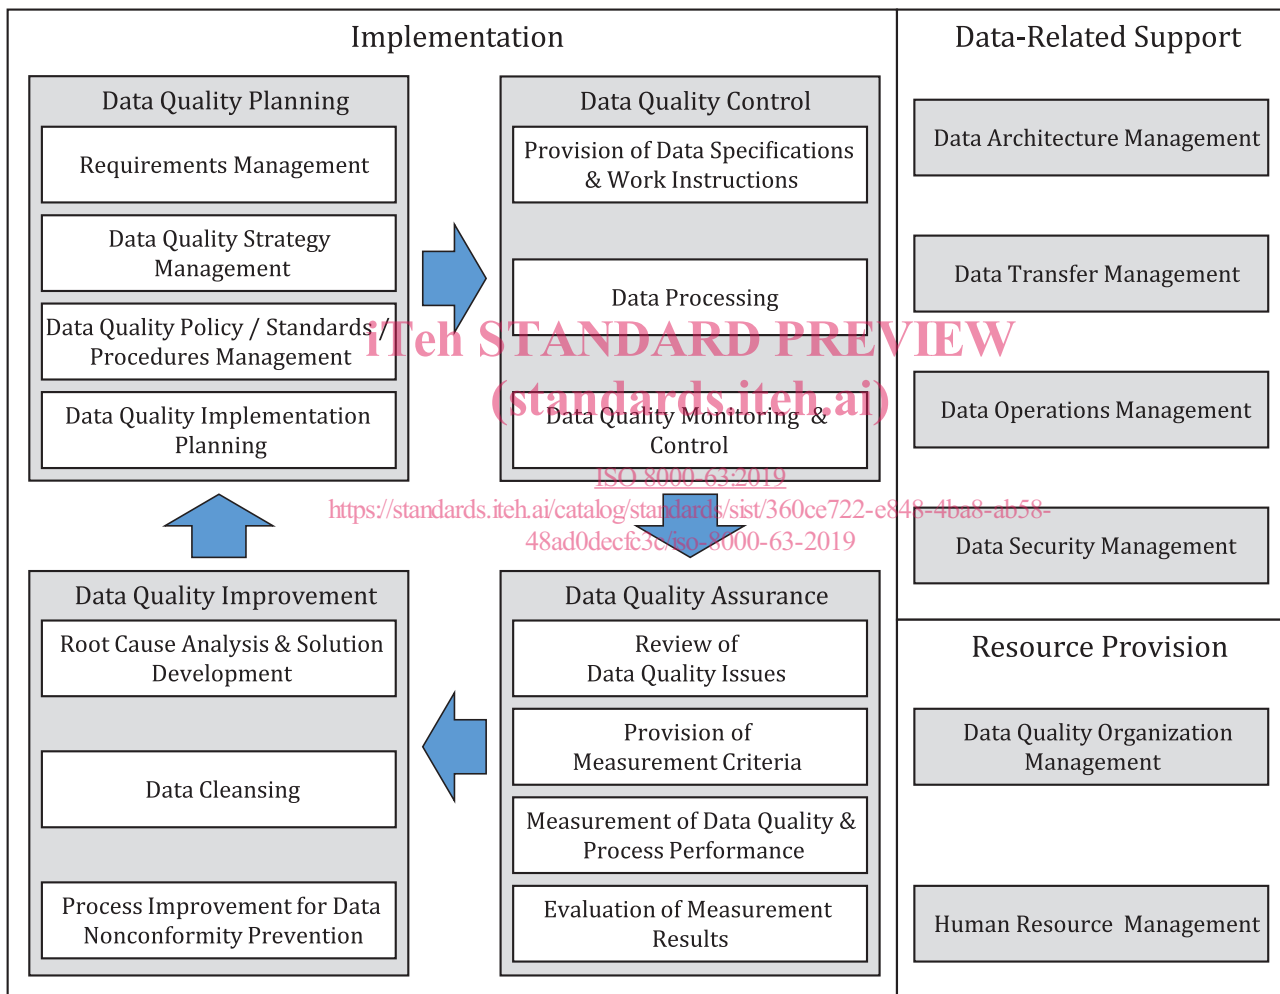 Implementation
Data Quality Planning
Requirements Management
Data Quality Strategy
Management
Data Quality Policy / Standards /
Procedures Management
Data Quality Implementation
Planning
Data Quality Control
Provision of Data Specifications
& Work Instructions
Data Processing
Data Quality Monitoring &
Control
Data Quality Improvement
Root Cause Analysis & Solution
Development
Data Cleansing
Process Improvement for Data
Nonconformity Prevention
Data Quality Assurance
Review of
Data Quality Issues
Provision of
Measurement Criteria
Measurement of Data Quality &
Process Performance
Evaluation of Measurement
Results
Data-Related Support
Data Architecture Management
Data Transfer Management
Data Operations Management
Data Security Management
Resource Provision
Data Quality Organization
Management
Human Resource Management
iTeh STANDARD PREVIEW
(standards.iteh.ai)
ISO 8000-63:2019
https://standards.iteh.ai/catalog/standards/sist/360ce722-e848-4ba8-ab58-
48ad0decfc3c/iso-8000-63-2019